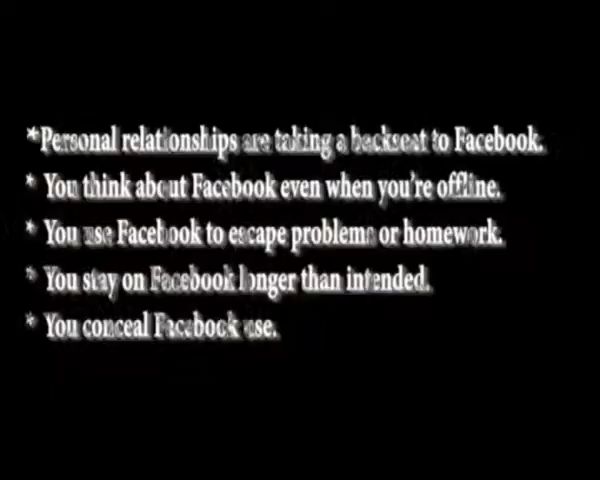 *Personal relationships are taking a backseat to Facebook.
* You think about Facebook even when you're offline.
* You use Facebook to escape problems or homework.
* You stay on Facebook longer than intended.
* You conceal Facebook use.